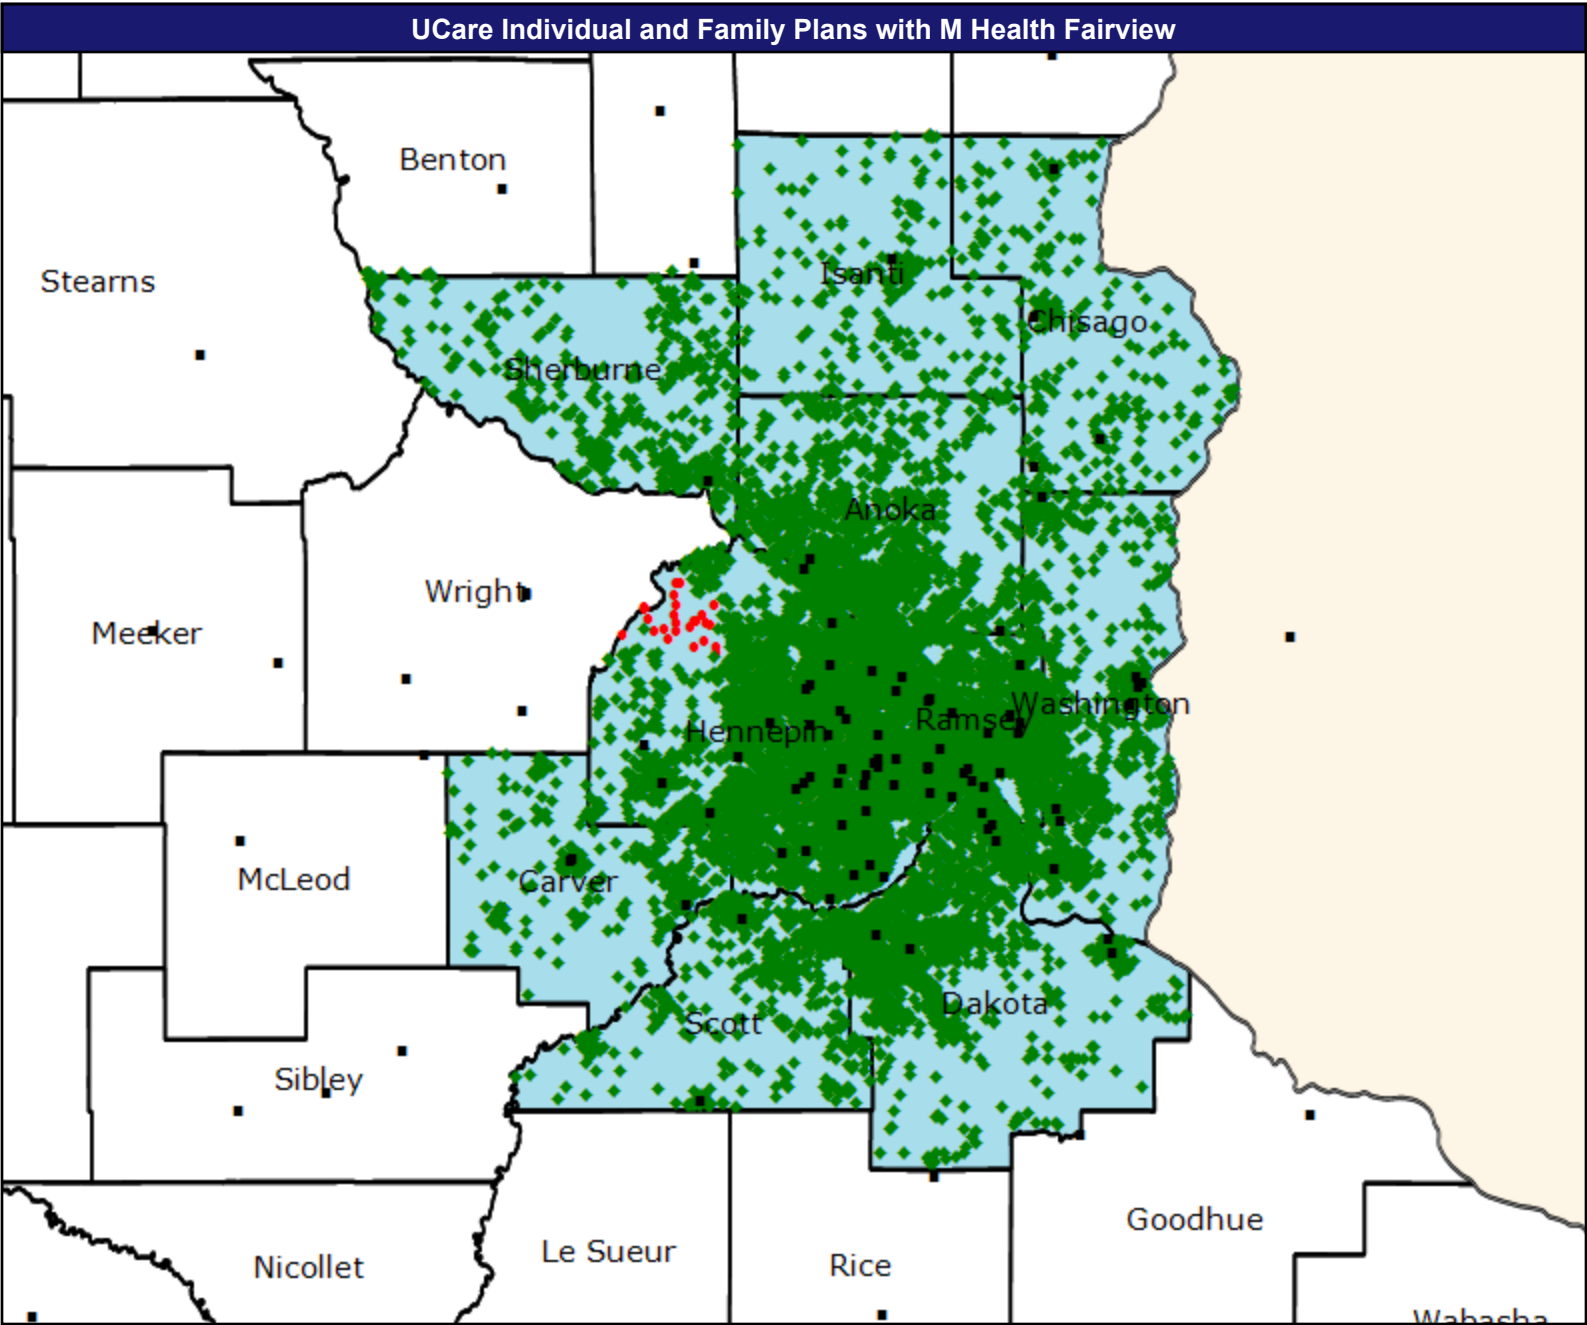 UCare Individual and Family Plans with M Health Fairview
Benton
Stearns
Isanti
Chisago
Sherburne
Anoka
Wright
Meeker
Washington
Ramsey
Hennepin
McLeod
Carver
Dakota
Scott
Sibley
Goodhue
Le Sueur
Rice
Nicollet
Wabasha